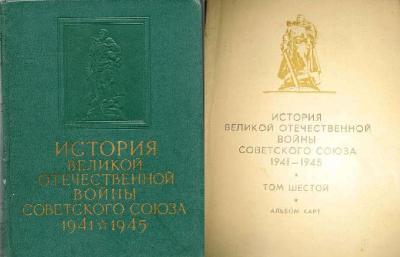 ИСТОРИЯ
ВЕЛИКОЙ
ОТЕЧЕСТВЕННОЙ
ВОЙНЫ
СОВЕТСКОГО СОЮЗА
1941 ★ 1945
ИСТОРИЯ
ВЕЛИКОЙ ОТЕЧЕСТВЕННОЙ
ВОЙНЫ
СОВЕТСКОГО СОЮЗА
1941–1945
★
ТОМ ШЕСТОЙ
★
АЛЬБОМ КАРТ